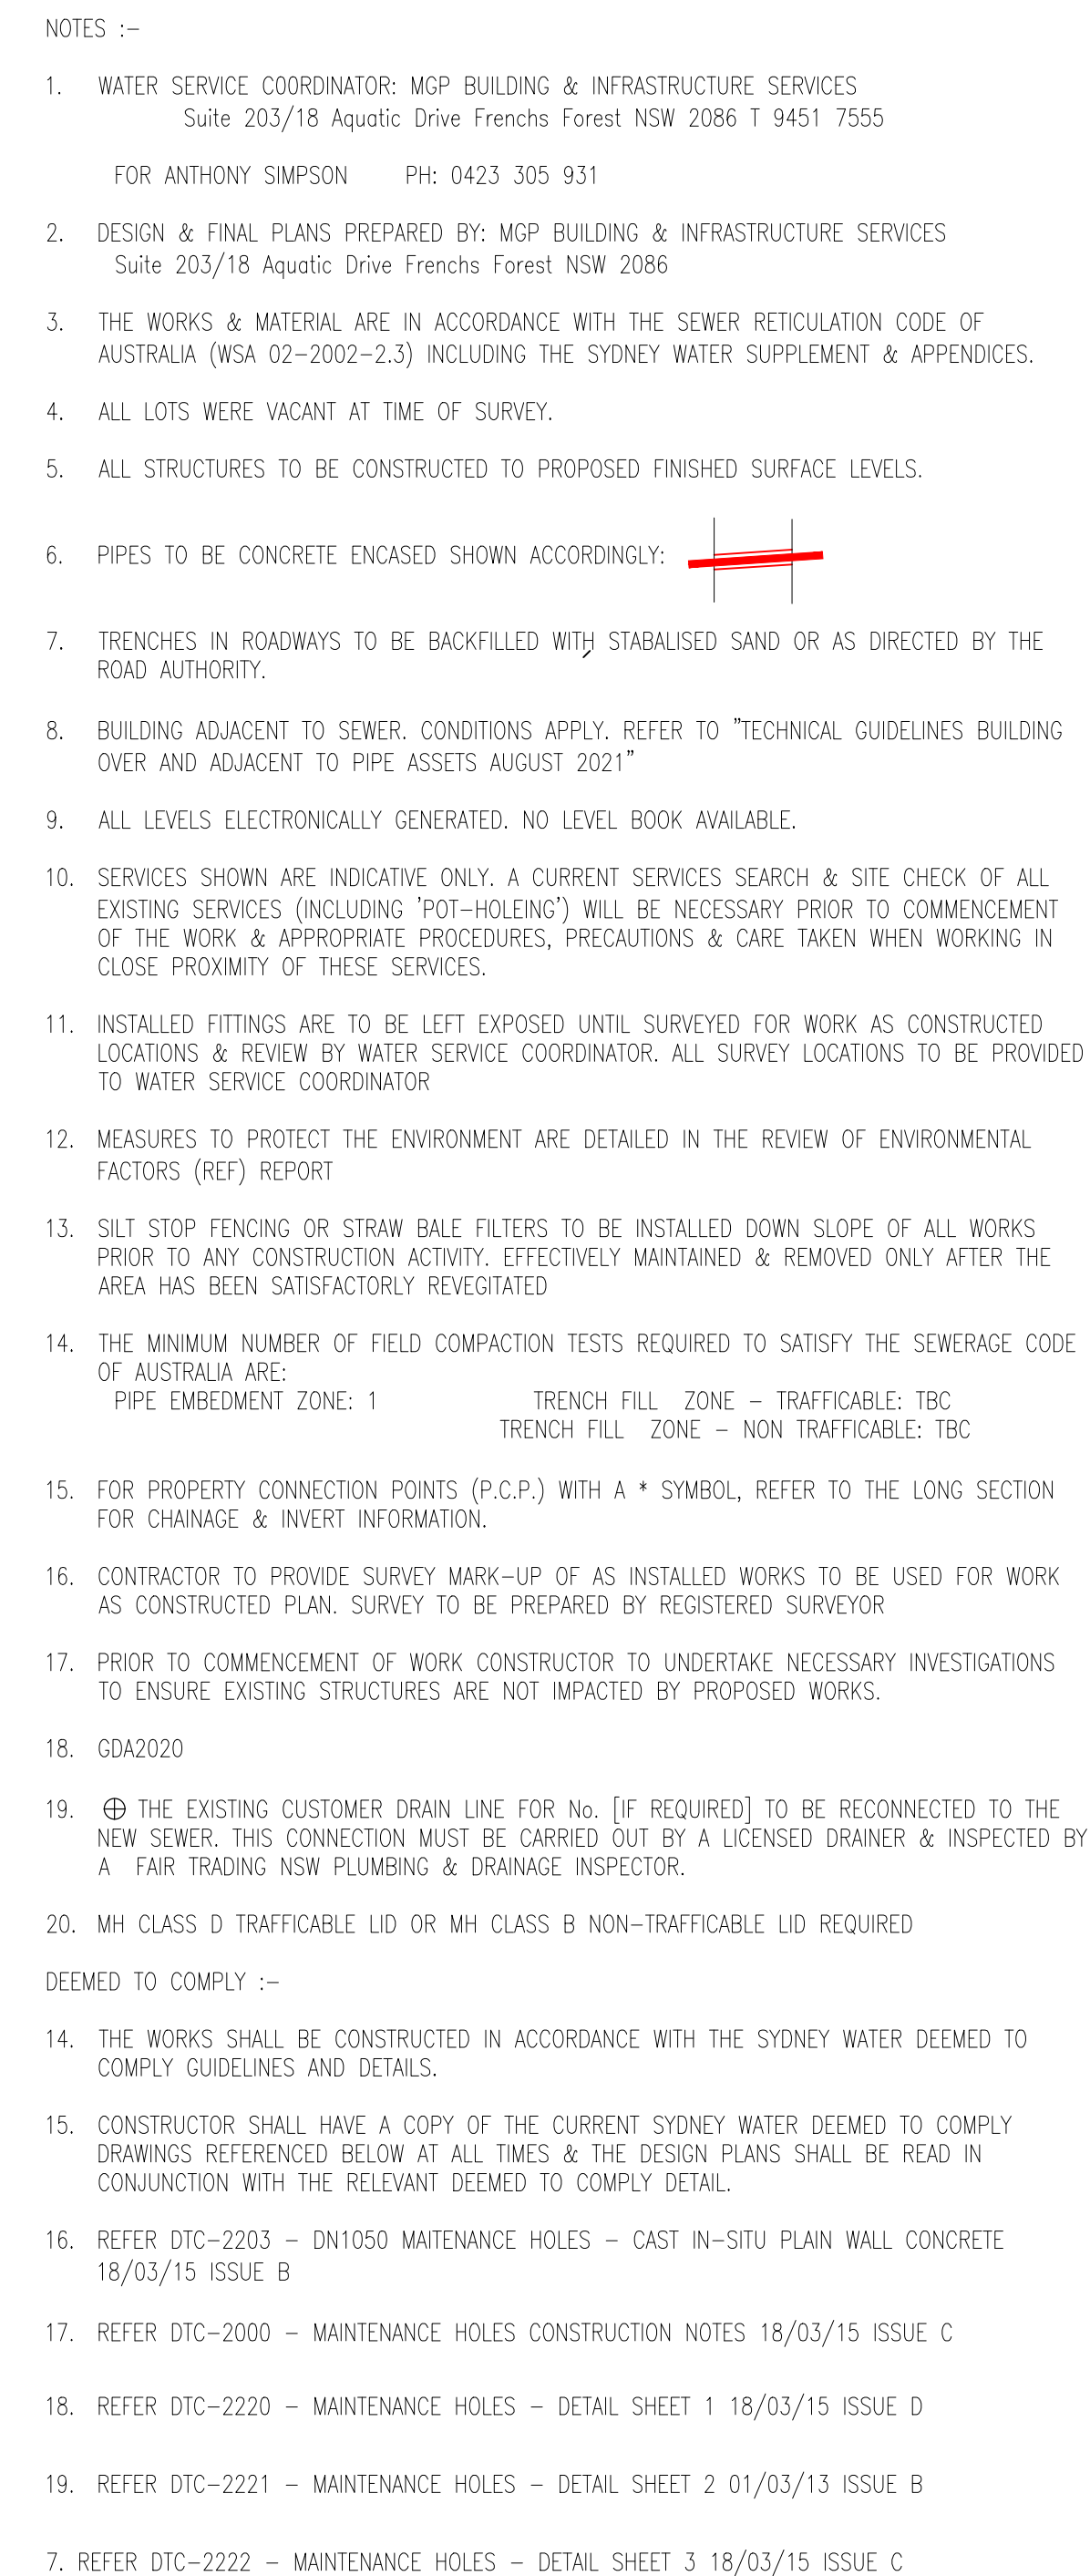 NOTES :-
1. WATER SERVICE COORDINATOR: MGP BUILDING & INFRASTRUCTURE SERVICES
Suite 203/18 Aquatic Drive Frenchs Forest NSW 2086 T 9451 7555
FOR ANTHONY SIMPSON PH: 0423 305 931
2. DESIGN & FINAL PLANS PREPARED BY: MGP BUILDING & INFRASTRUCTURE SERVICES
Suite 203/18 Aquatic Drive Frenchs Forest NSW 2086
3. THE WORKS & MATERIAL ARE IN ACCORDANCE WITH THE SEWER RETICULATION CODE OF
AUSTRALIA (WSA 02-2002-2.3) INCLUDING THE SYDNEY WATER SUPPLEMENT & APPENDICES.
4. ALL LOTS WERE VACANT AT TIME OF SURVEY.
5. ALL STRUCTURES TO BE CONSTRUCTED TO PROPOSED FINISHED SURFACE LEVELS.
6. PIPES TO BE CONCRETE ENCASED SHOWN ACCORDINGLY:
7. TRENCHES IN ROADWAYS TO BE BACKFILLED WITH STABALISED SAND OR AS DIRECTED BY THE
ROAD AUTHORITY.
8. BUILDING ADJACENT TO SEWER. CONDITIONS APPLY. REFER TO "TECHNICAL GUIDELINES BUILDING
OVER AND ADJACENT TO PIPE ASSETS AUGUST 2021"
9. ALL LEVELS ELECTRONICALLY GENERATED. NO LEVEL BOOK AVAILABLE.
10. SERVICES SHOWN ARE INDICATIVE ONLY. A CURRENT SERVICES SEARCH & SITE CHECK OF ALL
EXISTING SERVICES (INCLUDING 'POT-HOLEING') WILL BE NECESSARY PRIOR TO COMMENCEMENT
OF THE WORK & APPROPRIATE PROCEDURES, PRECAUTIONS & CARE TAKEN WHEN WORKING IN
CLOSE PROXIMITY OF THESE SERVICES.
11. INSTALLED FITTINGS ARE TO BE LEFT EXPOSED UNTIL SURVEYED FOR WORK AS CONSTRUCTED
LOCATIONS & REVIEW BY WATER SERVICE COORDINATOR. ALL SURVEY LOCATIONS TO BE PROVIDED
TO WATER SERVICE COORDINATOR
12. MEASURES TO PROTECT THE ENVIRONMENT ARE DETAILED IN THE REVIEW OF ENVIRONMENTAL
FACTORS (REF) REPORT
13. SILT STOP FENCING OR STRAW BALE FILTERS TO BE INSTALLED DOWN SLOPE OF ALL WORKS
PRIOR TO ANY CONSTRUCTION ACTIVITY. EFFECTIVELY MAINTAINED & REMOVED ONLY AFTER THE
AREA HAS BEEN SATISFACTORLY REVEGITATED
14. THE MINIMUM NUMBER OF FIELD COMPACTION TESTS REQUIRED TO SATISFY THE SEWERAGE CODE
OF AUSTRALIA ARE:
PIPE EMBEDMENT ZONE: 1 TRENCH FILL ZONE - TRAFFICABLE: TBC
TRENCH FILL ZONE - NON TRAFFICABLE: TBC
15. FOR PROPERTY CONNECTION POINTS (P.C.P.) WITH A * SYMBOL, REFER TO THE LONG SECTION
FOR CHAINAGE & INVERT INFORMATION.
16. CONTRACTOR TO PROVIDE SURVEY MARK-UP OF AS INSTALLED WORKS TO BE USED FOR WORK
AS CONSTRUCTED PLAN. SURVEY TO BE PREPARED BY REGISTERED SURVEYOR
17. PRIOR TO COMMENCEMENT OF WORK CONSTRUCTOR TO UNDERTAKE NECESSARY INVESTIGATIONS
TO ENSURE EXISTING STRUCTURES ARE NOT IMPACTED BY PROPOSED WORKS.
18. GDA2020
19. ⊕ THE EXISTING CUSTOMER DRAIN LINE FOR No. [IF REQUIRED] TO BE RECONNECTED TO THE
NEW SEWER. THIS CONNECTION MUST BE CARRIED OUT BY A LICENSED DRAINER & INSPECTED BY
A FAIR TRADING NSW PLUMBING & DRAINAGE INSPECTOR.
20. MH CLASS D TRAFFICABLE LID OR MH CLASS B NON-TRAFFICABLE LID REQUIRED
DEEMED TO COMPLY :-
14. THE WORKS SHALL BE CONSTRUCTED IN ACCORDANCE WITH THE SYDNEY WATER DEEMED TO
COMPLY GUIDELINES AND DETAILS.
15. CONSTRUCTOR SHALL HAVE A COPY OF THE CURRENT SYDNEY WATER DEEMED TO COMPLY
DRAWINGS REFERENCED BELOW AT ALL TIMES & THE DESIGN PLANS SHALL BE READ IN
CONJUNCTION WITH THE RELEVANT DEEMED TO COMPLY DETAIL.
16. REFER DTC-2203 - DN1050 MAITENANCE HOLES - CAST IN-SITU PLAIN WALL CONCRETE
18/03/15 ISSUE B
17. REFER DTC-2000 - MAINTENANCE HOLES CONSTRUCTION NOTES 18/03/15 ISSUE C
18. REFER DTC-2220 - MAINTENANCE HOLES - DETAIL SHEET 1 18/03/15 ISSUE D
19. REFER DTC-2221 - MAINTENANCE HOLES - DETAIL SHEET 2 01/03/13 ISSUE B
7. REFER DTC-2222 - MAINTENANCE HOLES - DETAIL SHEET 3 18/03/15 ISSUE C